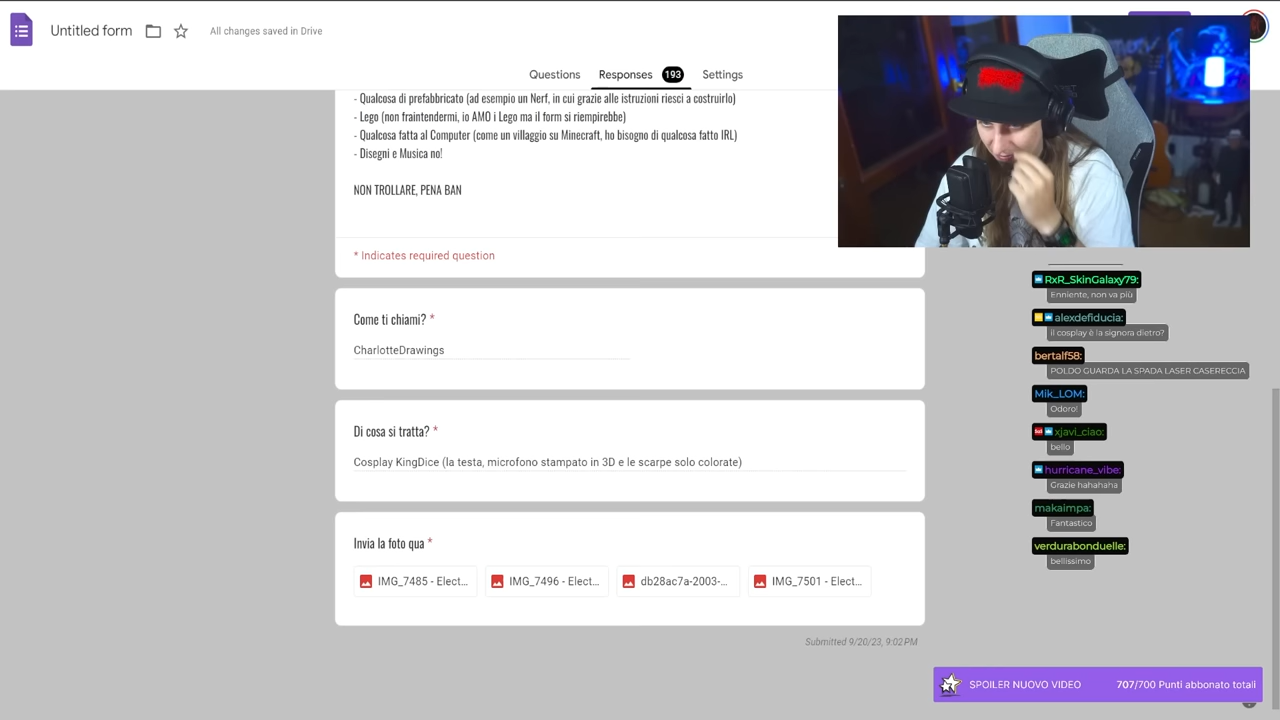 Untitled form
All changes saved in Drive
Questions
Responses 193
Settings
- Qualcosa di prefabbricato (ad esempio un Nerf, in cui grazie alle istruzioni riesci a costruirlo)
- Lego (non fraintendermi, io AMO i Lego ma il form si riempirebbe)
- Qualcosa fatta al Computer (come un villaggio su Minecraft, ho bisogno di qualcosa fatto IRL)
- Disegni e Musica no!
NON TROLLARE, PENA BAN
* Indicates required question
Come ti chiami? *
CharlotteDrawings
Di cosa si tratta? *
Cosplay KingDice (la testa, microfono stampato in 3D e le scarpe solo colorate)
Invia la foto qua *
IMG_7485 - Elect...
IMG_7496 - Elect...
db28ac7a-2003-...
IMG_7501 - Elect...
Submitted 9/20/23, 9:02 PM
RxR_SkinGalaxy79:
Enniente, non va più
alexdefiducia:
il cosplay è la signora dietro?
bertalf58:
POLDO GUARDA LA SPADA LASER CASERECCIA
Mik_LOM:
Odoro!
xjavi_ciao:
bello
hurricane_vibe:
Grazie hahahaha
makaimpa:
Fantastico
verdurabonduelle:
bellissimo
SPOILER NUOVO VIDEO
707/700 Punti abbonato totali